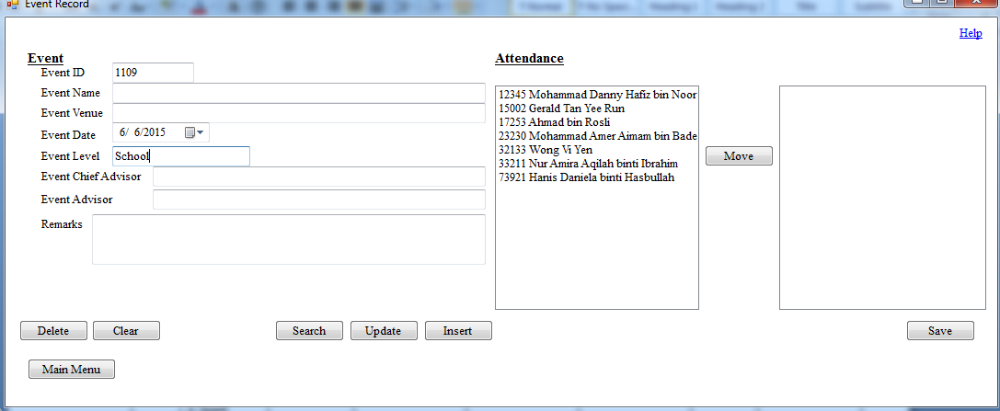 Event Record
Help
Event
Event ID 1109
Event Name
Event Venue
Event Date 6/ 6/2015
Event Level School
Event Chief Advisor
Event Advisor
Remarks
Attendance
12345 Mohammad Danny Hafiz bin Noor
15002 Gerald Tan Yee Run
17253 Ahmad bin Rosli
23230 Mohammad Amer Aimam bin Bade
32133 Wong Vi Yen
33211 Nur Amira Aqilah binti Ibrahim
73921 Hanis Daniela binti Hasbullah
Move
Delete Clear Search Update Insert Save
Main Menu